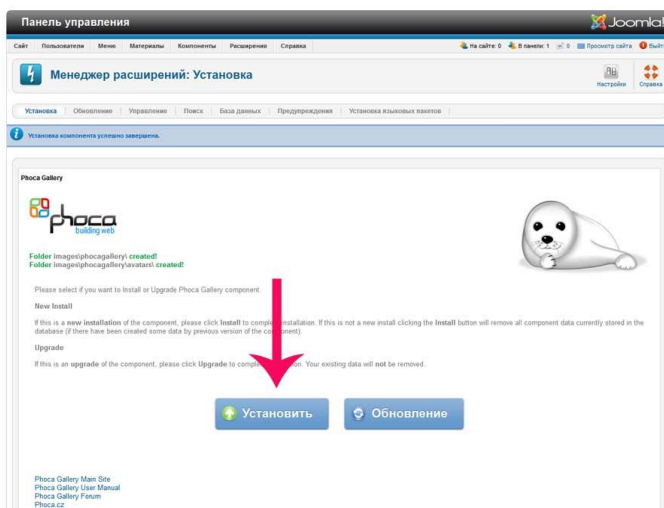 Панель управления
Joomla!
Сайт Пользователи Меню Материалы Компоненты Расширения Справка
На сайте: 0 В панели: 1 0 Просмотр сайта Выйти
Менеджер расширений: Установка
Настройки Справка
Установка Обновление Управление Поиск База данных Предупреждения Установка языковых пакетов
Установка компонента успешно завершена.
Phoca Gallery
phoca
building web
Folder images\phocagallery\ created!
Folder images\phocagallery\avatars\ created!
Please select if you want to Install or Upgrade Phoca Gallery component.
New Install
If this is a new installation of the component, please click Install to comple installation. If this is not a new install clicking the Install button will remove all component data currently stored in the
database (if there have been created some data by previous version of the co onent).
Upgrade
If this is an upgrade of the component, please click Upgrade to comple on. Your existing data will not be removed.
Установить Обновление
Phoca Gallery Main Site
Phoca Gallery User Manual
Phoca Gallery Forum
Phoca.cz